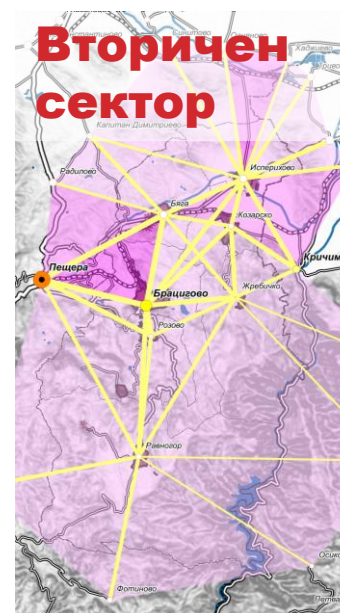 Вторичен
сектор
Капитан Димитриево
Исперихово
Радилово
Бяга
Козарско
Пещера
Кричим
Брацигово
Жребичко
Розово
Равногор
Фотиново